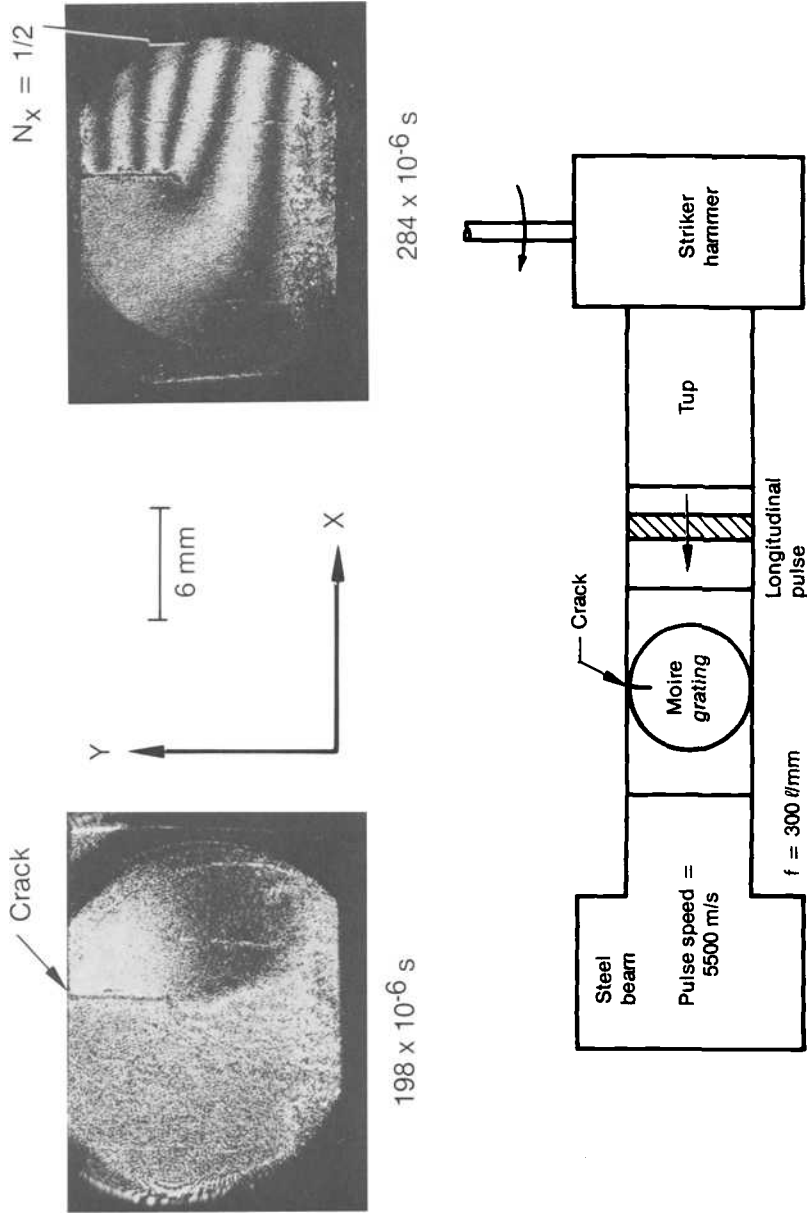 Crack
N_X = 1/2
198 x 10⁻⁶ s
284 x 10⁻⁶ s
6 mm
Y
X
Steel
beam
Pulse speed =
5500 m/s
Crack
Moire
grating
Longitudinal
pulse
Tup
Striker
hammer
f = 300 ℓ/mm